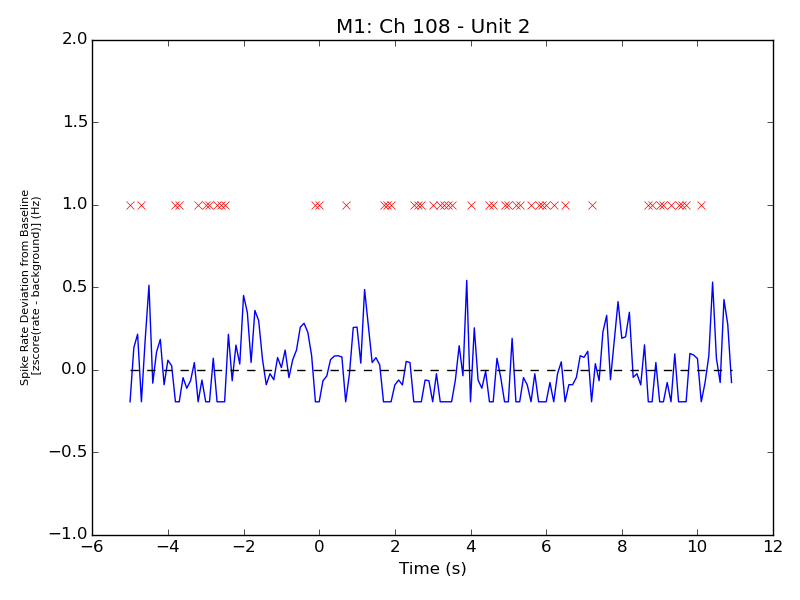 M1: Ch 108 - Unit 2
2.0
1.5
1.0
0.5
0.0
−0.5
−1.0
Spike Rate Deviation from Baseline
[zscore(rate - background)] (Hz)
−6 −4 −2 0 2 4 6 8 10 12
Time (s)